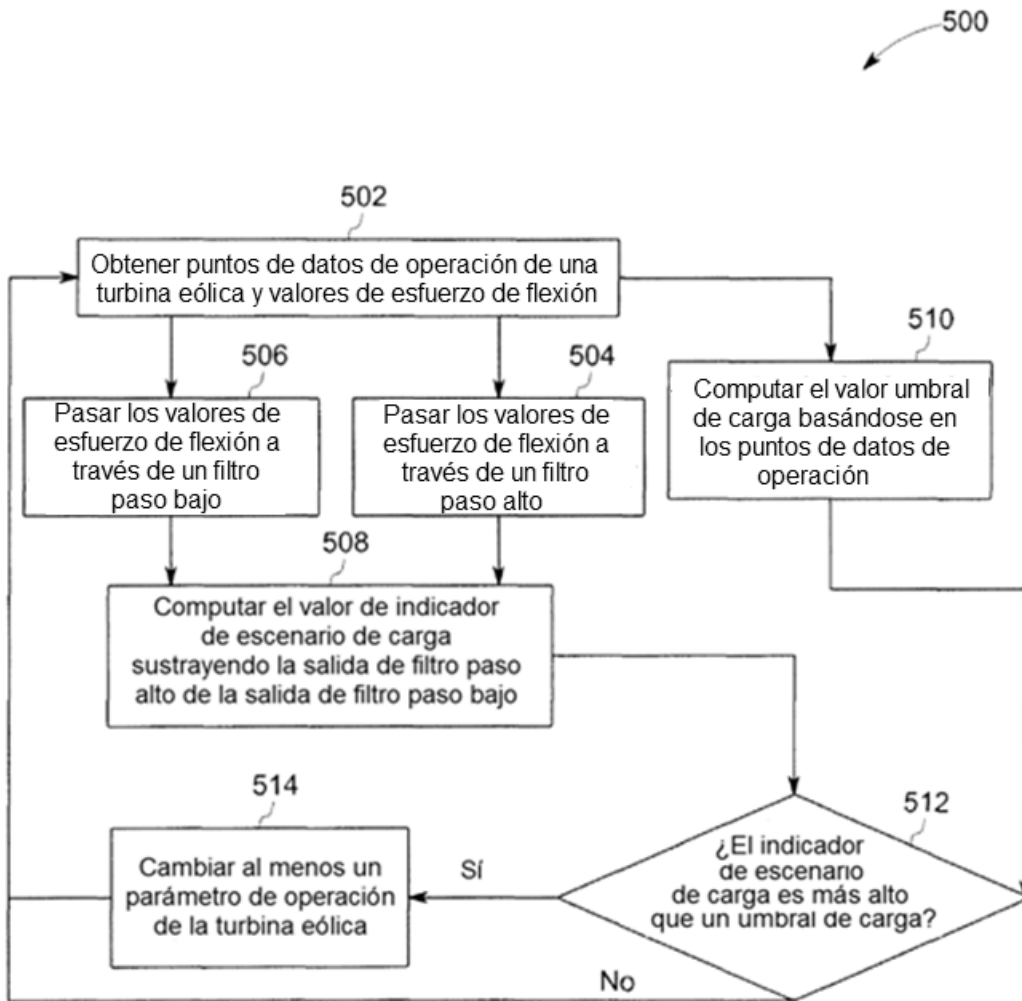 500
502
Obtener puntos de datos de operación de una
turbina eólica y valores de esfuerzo de flexión
506
Pasar los valores de
esfuerzo de flexión a
través de un filtro
paso bajo
504
Pasar los valores de
esfuerzo de flexión a
través de un filtro
paso alto
510
Computar el valor umbral
de carga basándose en
los puntos de datos de
operación
508
Computar el valor de indicador
de escenario de carga
sustrayendo la salida de filtro paso
alto de la salida de filtro paso bajo
512
¿El indicador
de escenario
de carga es más alto
que un umbral de carga?
Sí
514
Cambiar al menos un
parámetro de operación
de la turbina eólica
No